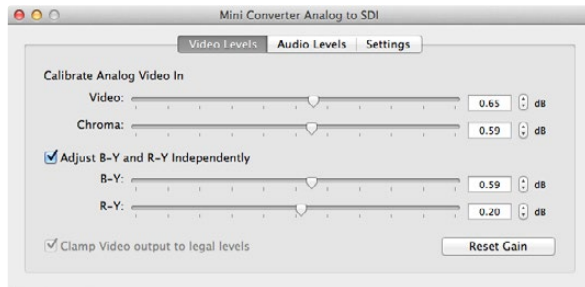 Mini Converter Analog to SDI
Video Levels Audio Levels Settings
Calibrate Analog Video In
Video: 0.65 dB
Chroma: 0.59 dB
Adjust B-Y and R-Y Independently
B-Y: 0.59 dB
R-Y: 0.20 dB
Clamp Video output to legal levels Reset Gain